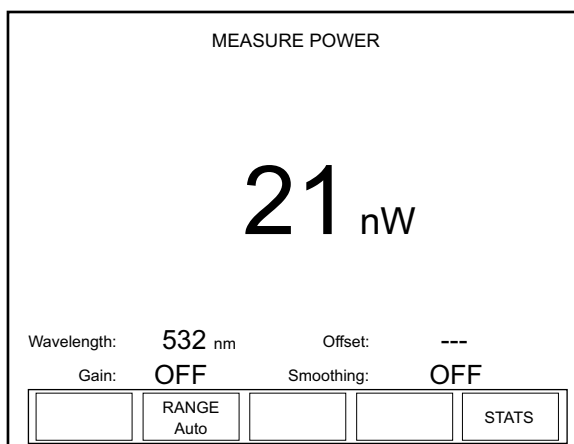 MEASURE POWER
21 nW
Wavelength: 532 nm Offset: ---
Gain: OFF Smoothing: OFF
RANGE
Auto
STATS